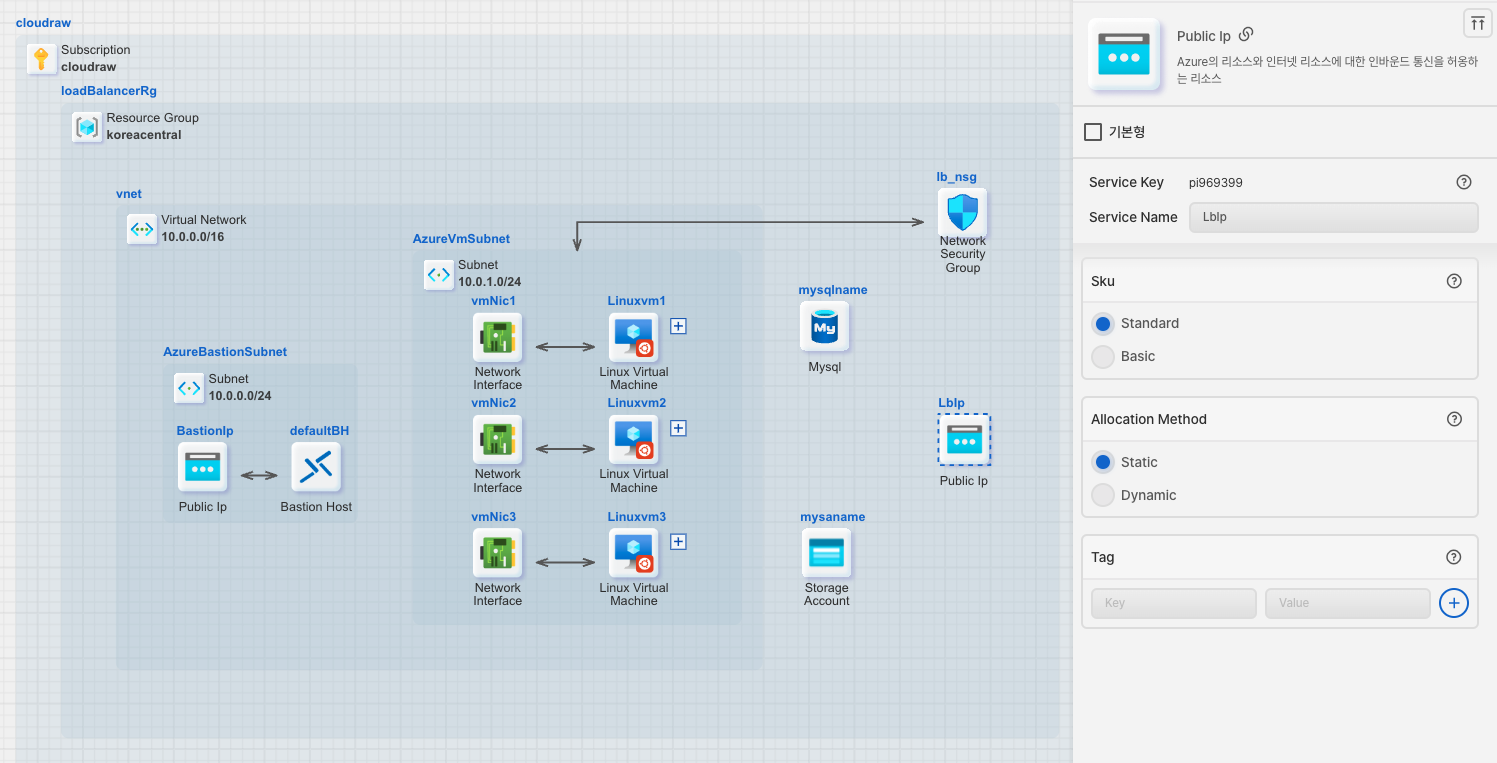 cloudraw
Subscription
cloudraw
loadBalancerRg
Resource Group
koreacentral
vnet
Virtual Network
10.0.0.0/16
lb_nsg
Network
Security
Group
AzureVmSubnet
Subnet
10.0.1.0/24
vmNic1
Network
Interface
Linuxvm1
Linux Virtual
Machine
mysqlname
My
Mysql
AzureBastionSubnet
Subnet
10.0.0.0/24
BastionIp
Public Ip
defaultBH
Bastion Host
vmNic2
Network
Interface
Linuxvm2
Linux Virtual
Machine
LbIp
Public Ip
vmNic3
Network
Interface
Linuxvm3
Linux Virtual
Machine
mysaname
Storage
Account
Public Ip
Azure의 리소스와 인터넷 리소스에 대한 인바운드 통신을 허용하
는 리소스
기본형
Service Key pi969399
Service Name LbIp
Sku
Standard
Basic
Allocation Method
Static
Dynamic
Tag
Key Value